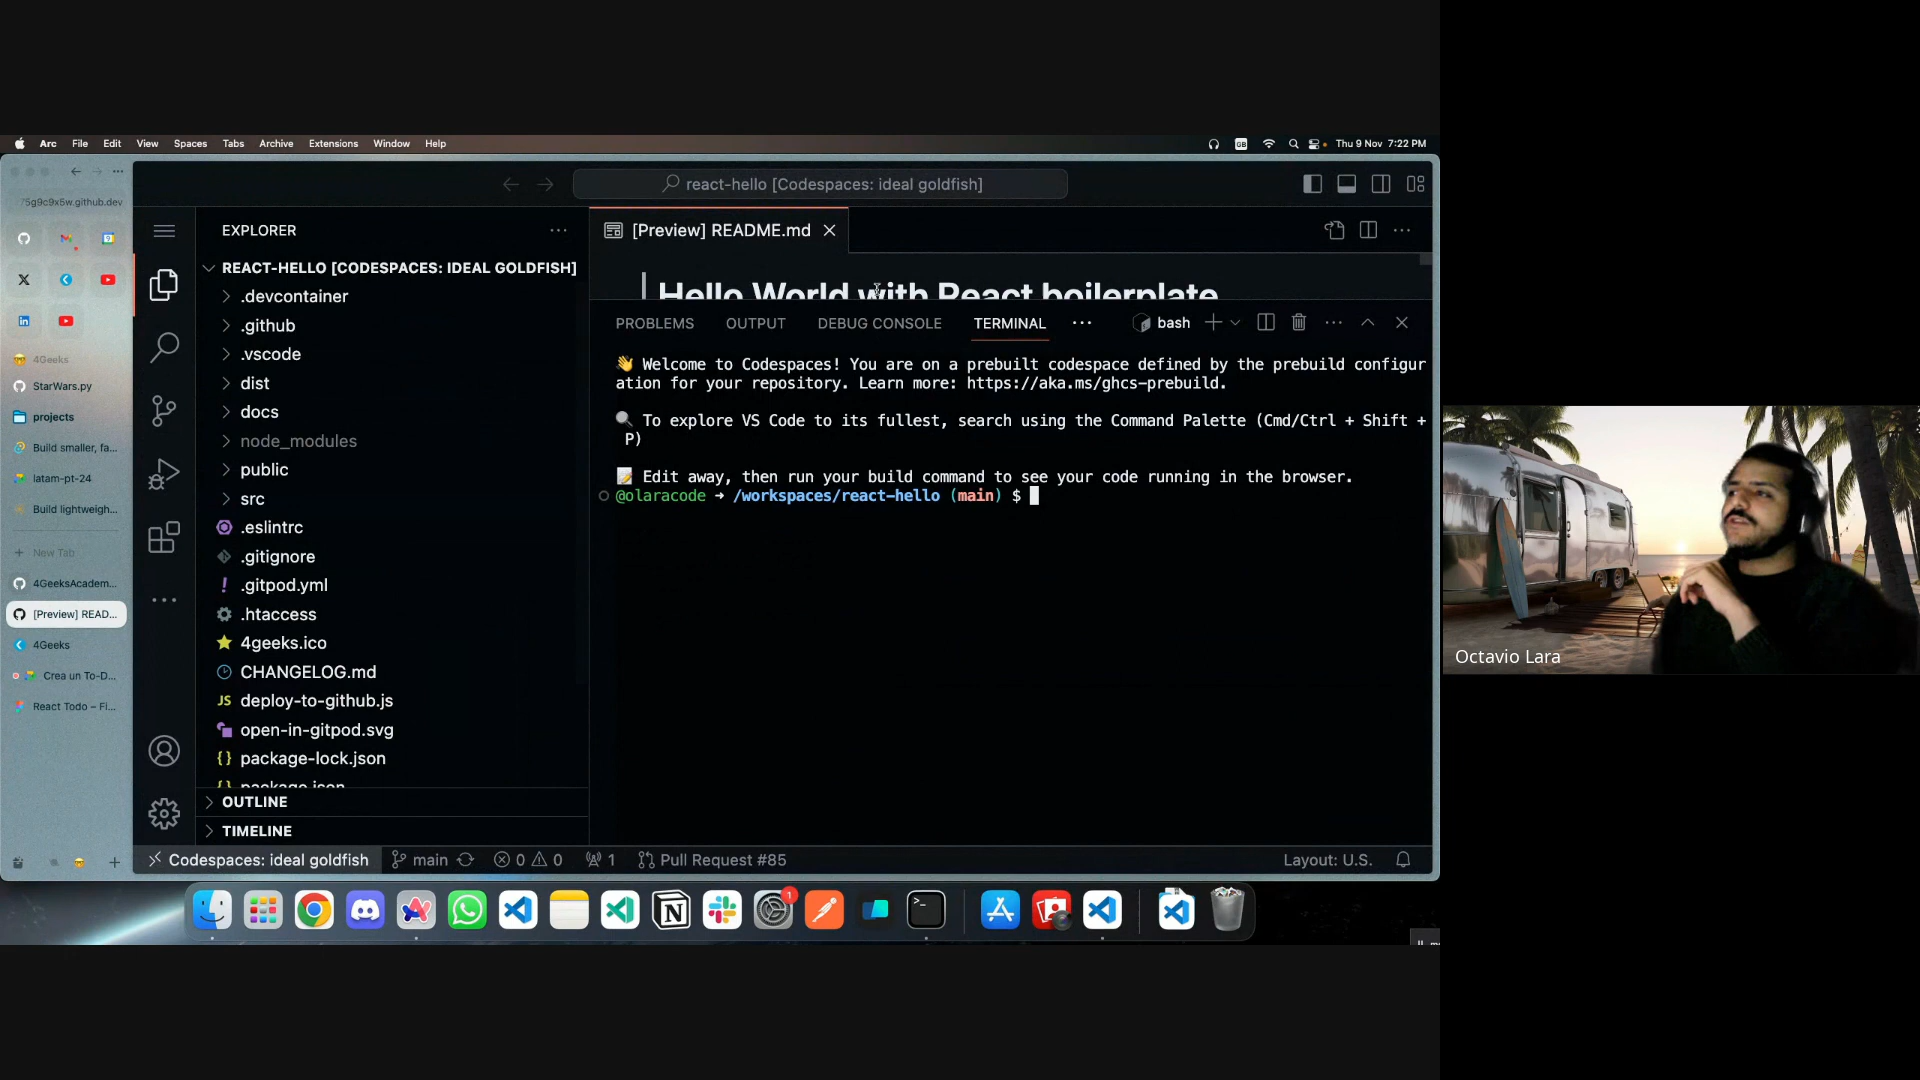 Arc File Edit View Spaces Tabs Archive Extensions Window Help
Thu 9 Nov 7:22 PM
75g9c9x5w.github.dev
4Geeks
StarWars.py
projects
Build smaller, fa...
latam-pt-24
Build lightweigh...
New Tab
4GeeksAcadem...
[Preview] READ...
4Geeks
Crea un To-D...
React Todo – Fi...
react-hello [Codespaces: ideal goldfish]
EXPLORER
REACT-HELLO [CODESPACES: IDEAL GOLDFISH]
.devcontainer
.github
.vscode
dist
docs
node_modules
public
src
.eslintrc
.gitignore
.gitpod.yml
.htaccess
4geeks.ico
CHANGELOG.md
JS deploy-to-github.js
open-in-gitpod.svg
{} package-lock.json
{} package.json
OUTLINE
TIMELINE
[Preview] README.md
Hello World with React boilerplate
PROBLEMS OUTPUT DEBUG CONSOLE TERMINAL
bash
👋 Welcome to Codespaces! You are on a prebuilt codespace defined by the prebuild configur
ation for your repository. Learn more: https://aka.ms/ghcs-prebuild.
🔍 To explore VS Code to its fullest, search using the Command Palette (Cmd/Ctrl + Shift +
P)
📝 Edit away, then run your build command to see your code running in the browser.
@olaracode ➜ /workspaces/react-hello (main) $
Codespaces: ideal goldfish main 0 0 1 Pull Request #85 Layout: U.S.
1
Octavio Lara